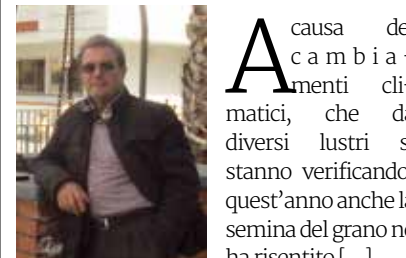 A causa de
cambia-
menti cli-
matici, che da
diversi lustri s
stanno verificando
quest'anno anche la
semina del grano ne
ha risentito [...]